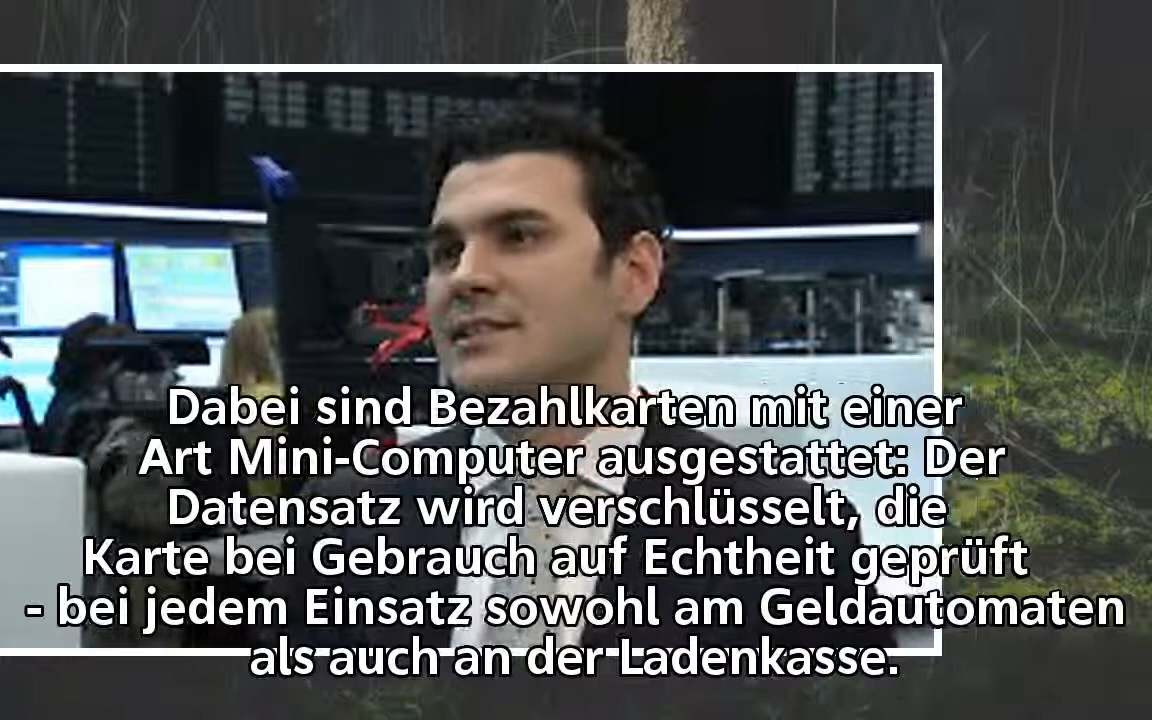 Dabei sind Bezahlkarten mit einer
Art Mini-Computer ausgestattet: Der
Datensatz wird verschlüsselt, die
Karte bei Gebrauch auf Echtheit geprüft
- bei jedem Einsatz sowohl am Geldautomaten
als auch an der Ladenkasse.